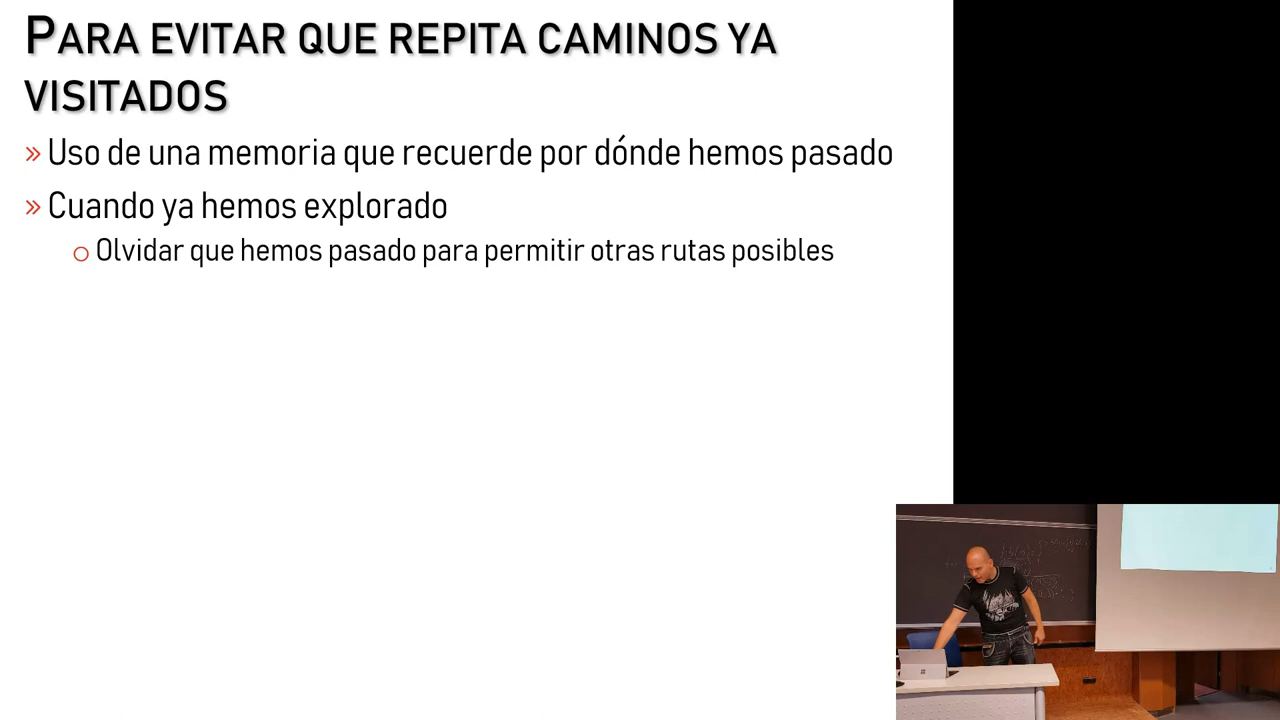 PARA EVITAR QUE REPITA CAMINOS YA
VISITADOS
» Uso de una memoria que recuerde por dónde hemos pasado
» Cuando ya hemos explorado
o Olvidar que hemos pasado para permitir otras rutas posibles